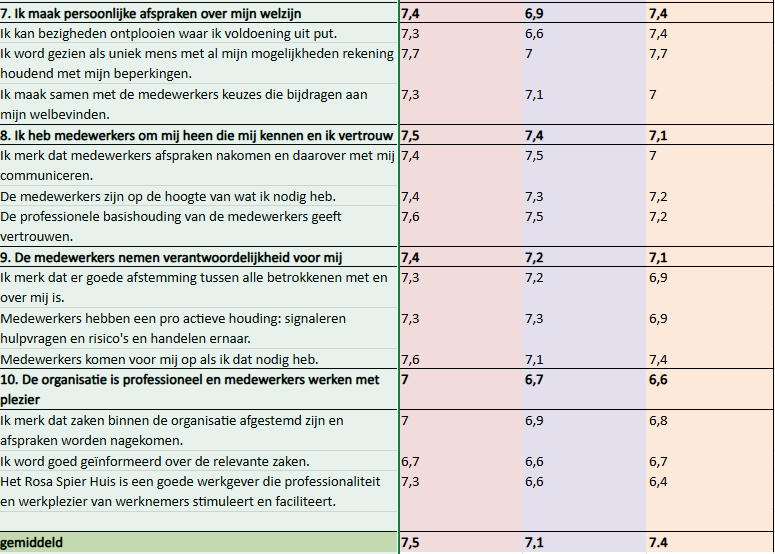 7. Ik maak persoonlijke afspraken over mijn welzijn 7,4 6,9 7,4
Ik kan bezigheden ontplooien waar ik voldoening uit put. 7,3 6,6 7,4
Ik word gezien als uniek mens met al mijn mogelijkheden rekening 7,7 7 7,7
houdend met mijn beperkingen.
Ik maak samen met de medewerkers keuzes die bijdragen aan 7,3 7,1 7
mijn welbevinden.
8. Ik heb medewerkers om mij heen die mij kennen en ik vertrouw 7,5 7,4 7,1
Ik merk dat medewerkers afspraken nakomen en daarover met mij 7,4 7,5 7
communiceren.
De medewerkers zijn op de hoogte van wat ik nodig heb. 7,4 7,3 7,2
De professionele basishouding van de medewerkers geeft 7,6 7,5 7,2
vertrouwen.
9. De medewerkers nemen verantwoordelijkheid voor mij 7,4 7,2 7,1
Ik merk dat er goede afstemming tussen alle betrokkenen met en 7,3 7,2 6,9
over mij is.
Medewerkers hebben een pro actieve houding: signaleren 7,3 7,3 6,9
hulpvragen en risico's en handelen ernaar.
Medewerkers komen voor mij op als ik dat nodig heb. 7,6 7,1 7,4
10. De organisatie is professioneel en medewerkers werken met 7 6,7 6,6
plezier
Ik merk dat zaken binnen de organisatie afgestemd zijn en 7 6,9 6,8
afspraken worden nagekomen.
Ik word goed geïnformeerd over de relevante zaken. 6,7 6,6 6,7
Het Rosa Spier Huis is een goede werkgever die professionaliteit 7,3 6,6 6,4
en werkplezier van werknemers stimuleert en faciliteert.
gemiddeld 7,5 7,1 7.4